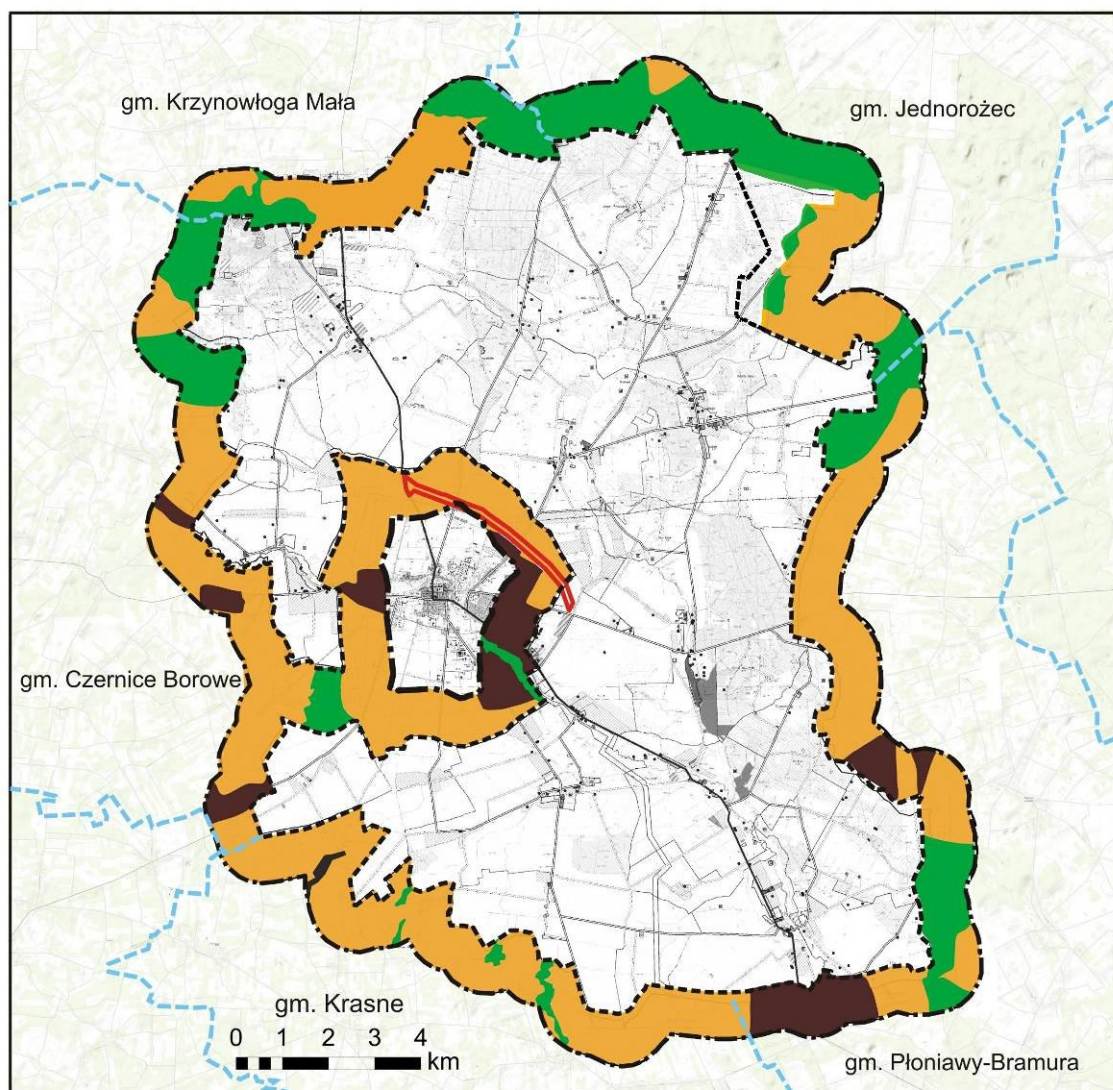 gm. Krzynowłoga Mała
gm. Jednorożec
gm. Czernice Borowe
gm. Krasne
0 1 2 3 4
km
gm. Płoniawy-Bramura